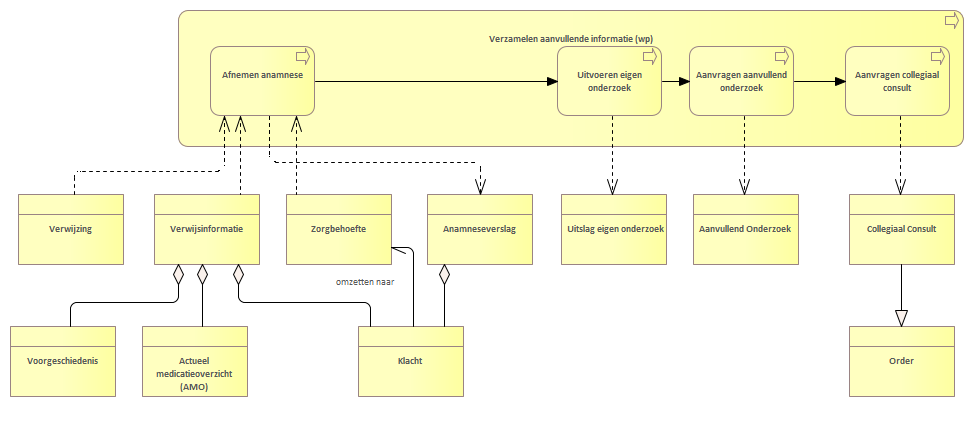 Verzamelen aanvullende informatie (wp)
Afnemen anamnese
Uitvoeren eigen
onderzoek
Aanvragen aanvullend
onderzoek
Aanvragen collegiaal
consult
Verwijzing
Verwijsinformatie
Zorgbehoefte
Anamneseverslag
Uitslag eigen onderzoek
Aanvullend Onderzoek
Collegiaal Consult
omzetten naar
Voorgeschiedenis
Actueel
medicatieoverzicht
(AMO)
Klacht
Order